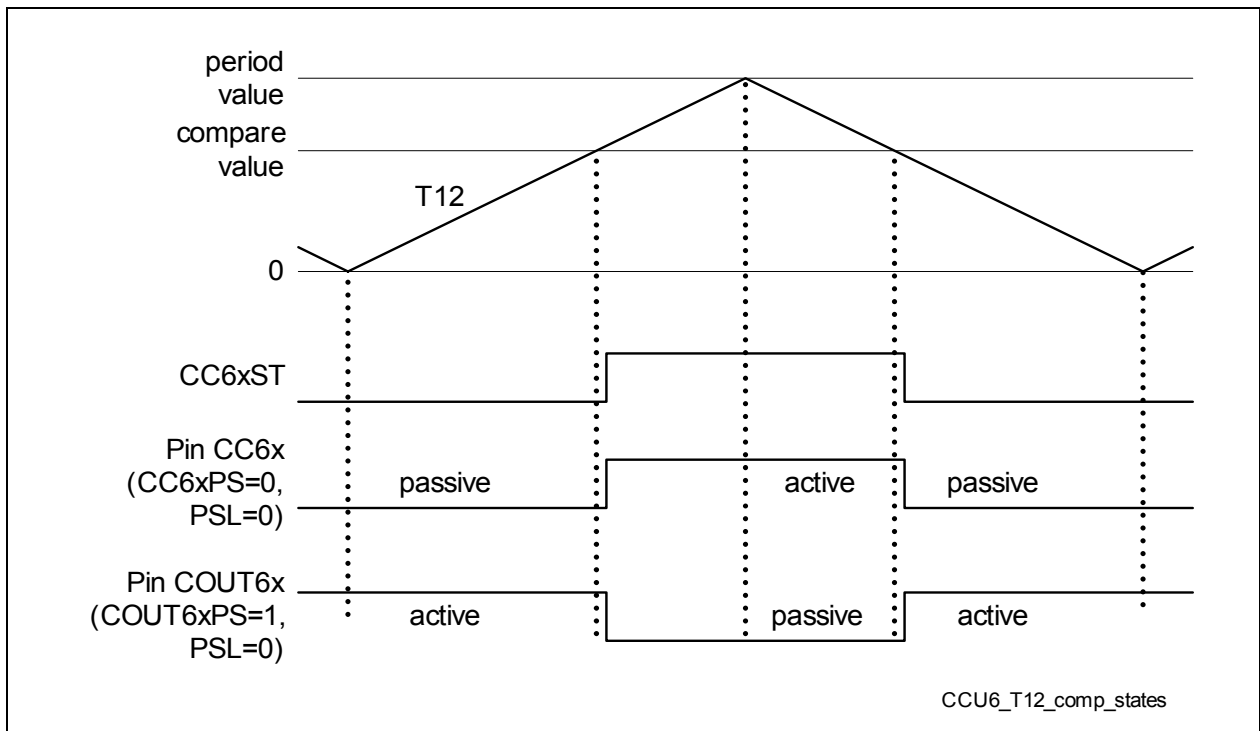 period
value
compare
value
T12
0
CC6xST
Pin CC6x
(CC6xPS=0,
PSL=0)
passive
active
passive
Pin COUT6x
(COUT6xPS=1,
PSL=0)
active
passive
active
CCU6_T12_comp_states